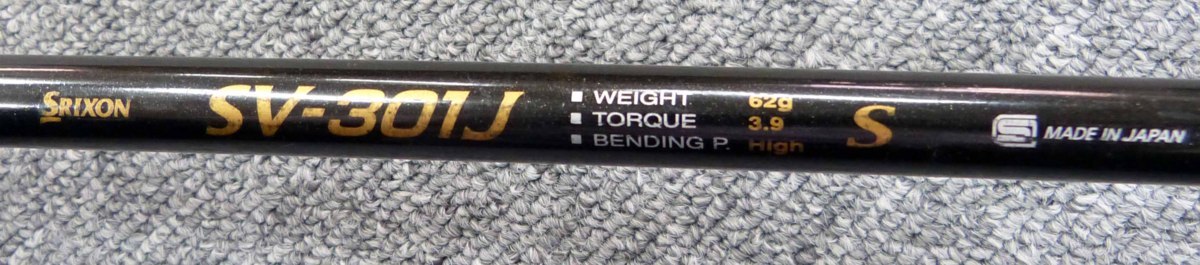 SRIXON
SV-301J
■ WEIGHT 62g
■ TORQUE 3.9
■ BENDING P. High
S
MADE IN JAPAN